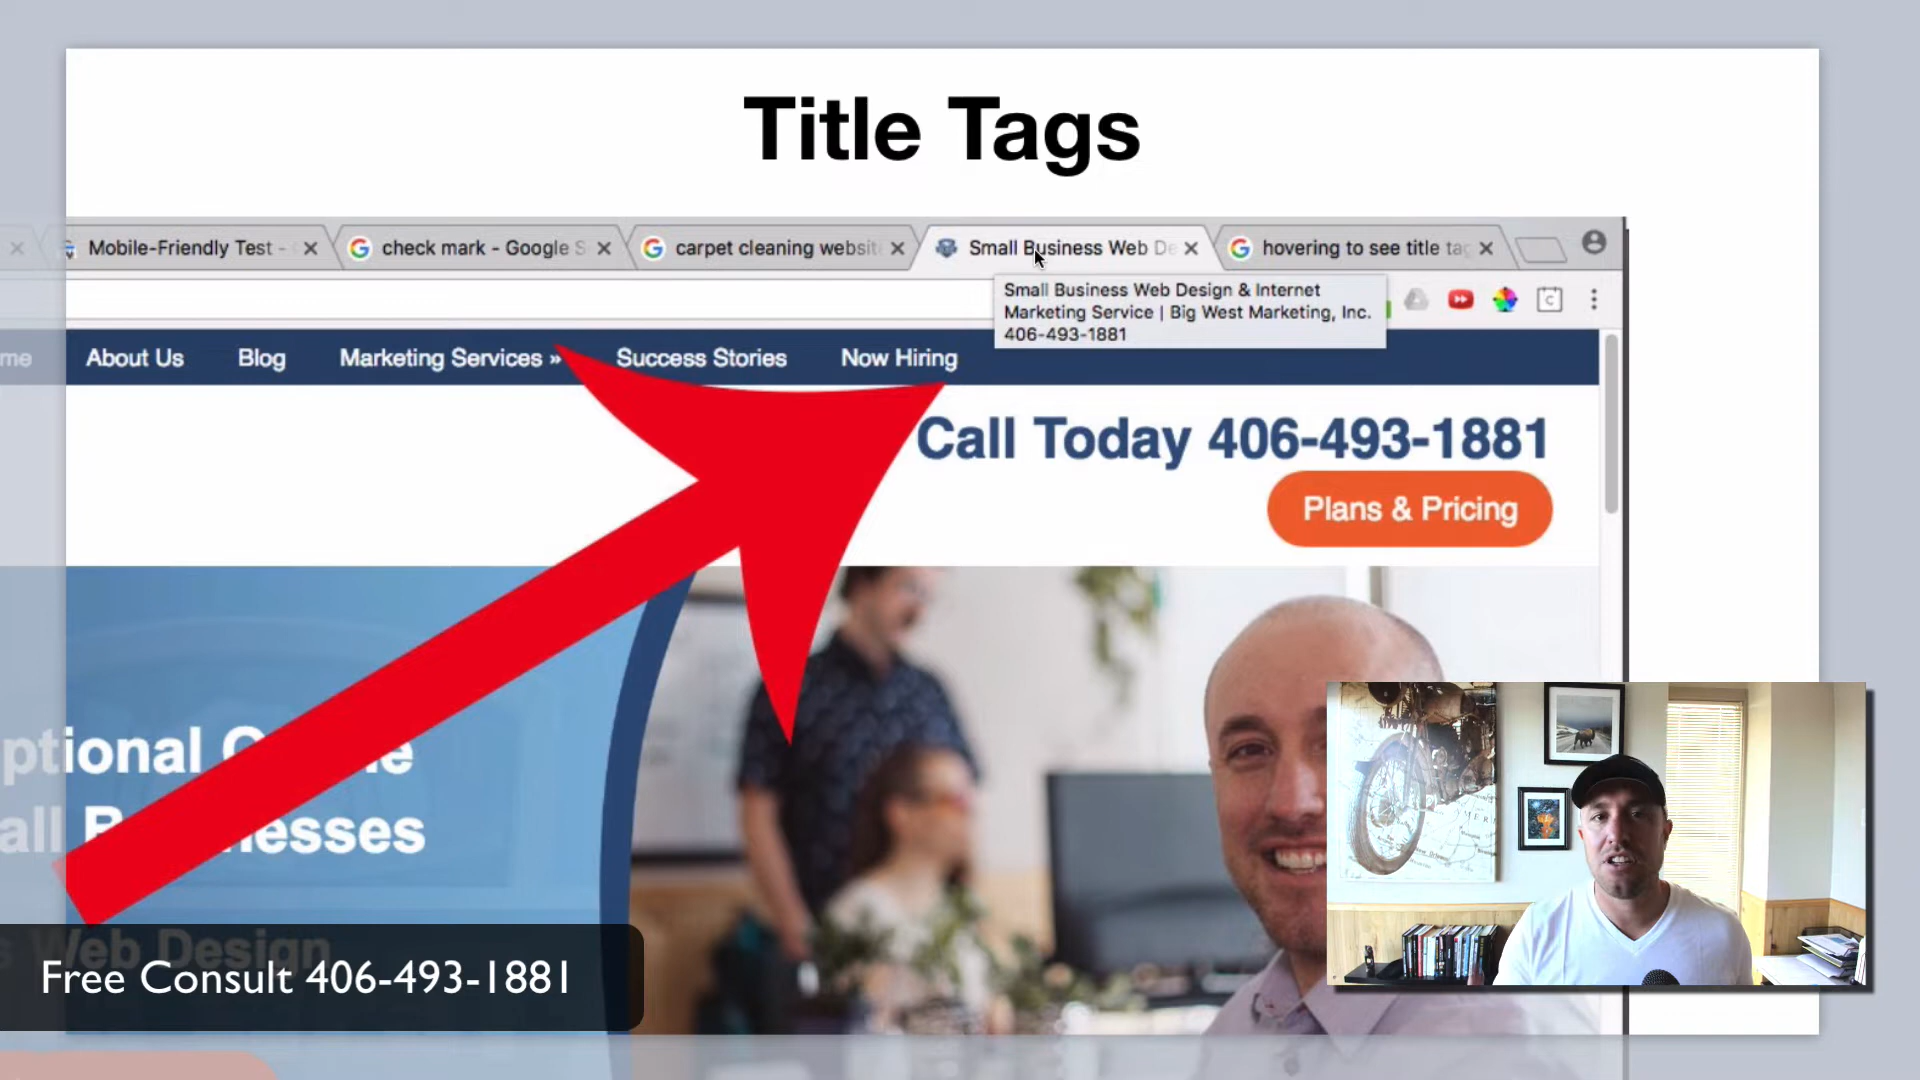 Title Tags
Mobile-Friendly Test -
check mark - Google S
carpet cleaning websit
Small Business Web De
hovering to see title tag
Small Business Web Design & Internet
Marketing Service | Big West Marketing, Inc.
406-493-1881
me
About Us
Blog
Marketing Services »
Success Stories
Now Hiring
Call Today 406-493-1881
Plans & Pricing
ptional
all
nesses
s Web Design
Free Consult 406-493-1881